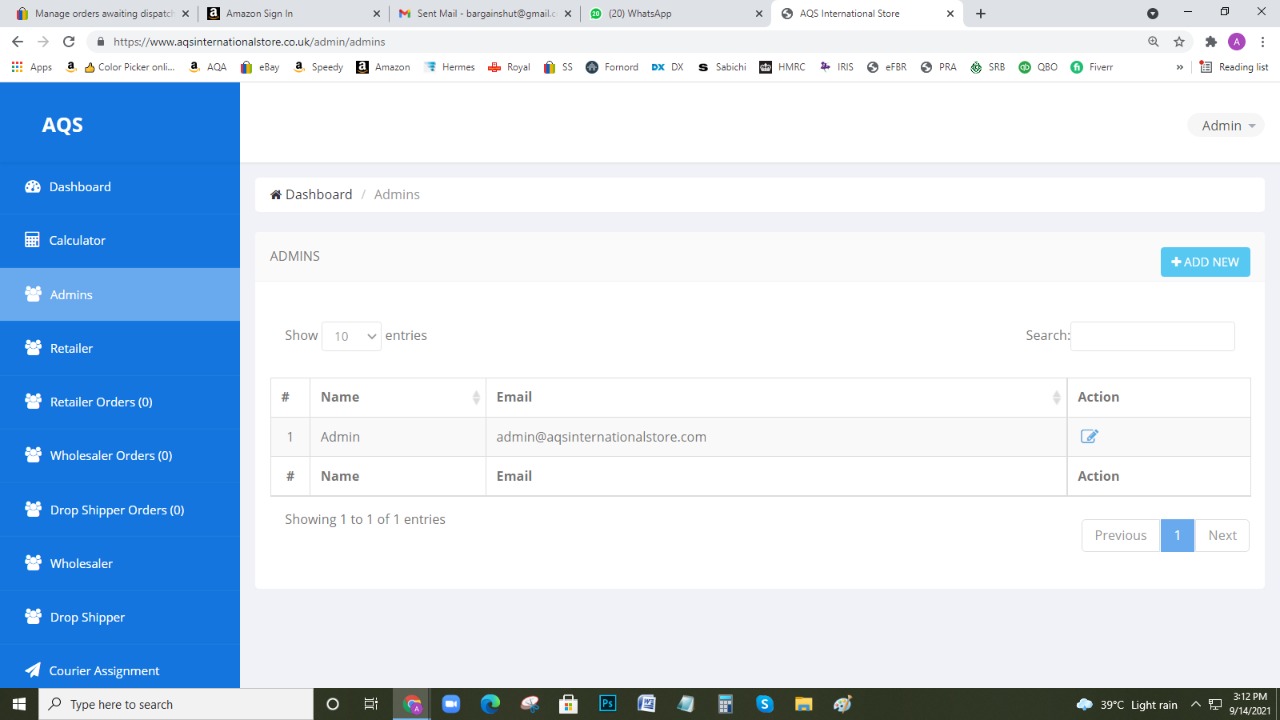 Manage orders awaiting dispatch
Amazon Sign In
Sent Mail - bargainshut@gmail.c
(20) WhatsApp
AQS International Store
https://www.aqsinternationalstore.co.uk/admin/admins
A
Apps
Color Picker onli...
AQA
eBay
Speedy
Amazon
Hermes
Royal
SS
Fornord
DX DX
Sabichi
HMRC
IRIS
eFBR
PRA
SRB
QBO
Fiverr
»
Reading list
AQS
Admin
Dashboard
Calculator
Admins
Retailer
Retailer Orders (0)
Wholesaler Orders (0)
Drop Shipper Orders (0)
Wholesaler
Drop Shipper
Courier Assignment
Dashboard / Admins
ADMINS
+ ADD NEW
Show 10 entries
Search:
# Name Email Action
1 Admin admin@aqsinternationalstore.com
# Name Email Action
Showing 1 to 1 of 1 entries
Previous 1 Next
Type here to search
39°C Light rain
3:12 PM
9/14/2021